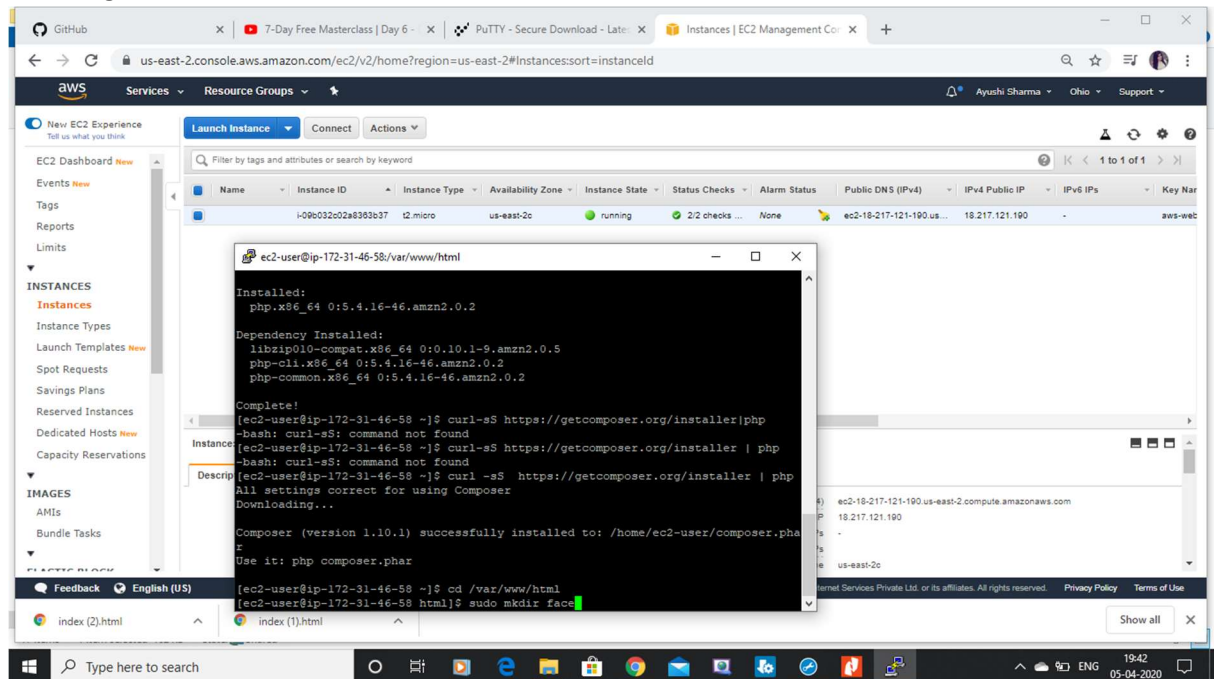 GitHub
7-Day Free Masterclass | Day 6 -
PuTTY - Secure Download - Late
Instances | EC2 Management Co
us-east-2.console.aws.amazon.com/ec2/v2/home?region=us-east-2#Instances:sort=instanceId
aws Services Resource Groups Ayushi Sharma Ohio Support
New EC2 Experience
Tell us what you think
Launch Instance Connect Actions
EC2 Dashboard New
Events New
Tags
Reports
Limits
INSTANCES
Instances
Instance Types
Launch Templates New
Spot Requests
Savings Plans
Reserved Instances
Dedicated Hosts New
Capacity Reservations
IMAGES
AMIs
Bundle Tasks
Filter by tags and attributes or search by keyword
1 to 1 of 1
Name Instance ID Instance Type Availability Zone Instance State Status Checks Alarm Status Public DNS (IPv4) IPv4 Public IP IPv6 IPs Key Nar
i-09b032c02a8363b37 t2.micro us-east-2c running 2/2 checks ... None ec2-18-217-121-190.us... 18.217.121.190 - aws-web
ec2-user@ip-172-31-46-58:/var/www/html
Installed:
php.x86_64 0:5.4.16-46.amzn2.0.2
Dependency Installed:
libzip010-compat.x86_64 0:0.10.1-9.amzn2.0.5
php-cli.x86_64 0:5.4.16-46.amzn2.0.2
php-common.x86_64 0:5.4.16-46.amzn2.0.2
Complete!
[ec2-user@ip-172-31-46-58 ~]$ curl-sS https://getcomposer.org/installer|php
-bash: curl-sS: command not found
[ec2-user@ip-172-31-46-58 ~]$ curl-sS https://getcomposer.org/installer | php
-bash: curl-sS: command not found
[ec2-user@ip-172-31-46-58 ~]$ curl -sS  https://getcomposer.org/installer | php
All settings correct for using Composer
Downloading...
Composer (version 1.10.1) successfully installed to: /home/ec2-user/composer.pha
r
Use it: php composer.phar
[ec2-user@ip-172-31-46-58 ~]$ cd /var/www/html
[ec2-user@ip-172-31-46-58 html]$ sudo mkdir face
Instance:
Descrip
4) ec2-18-217-121-190.us-east-2.compute.amazonaws.com
P 18.217.121.190
's -
's
e us-east-2c
Feedback English (US)
ternet Services Private Ltd. or its affiliates. All rights reserved. Privacy Policy Terms of Use
index (2).html
index (1).html
Show all
Type here to search
ENG
19:42
05-04-2020